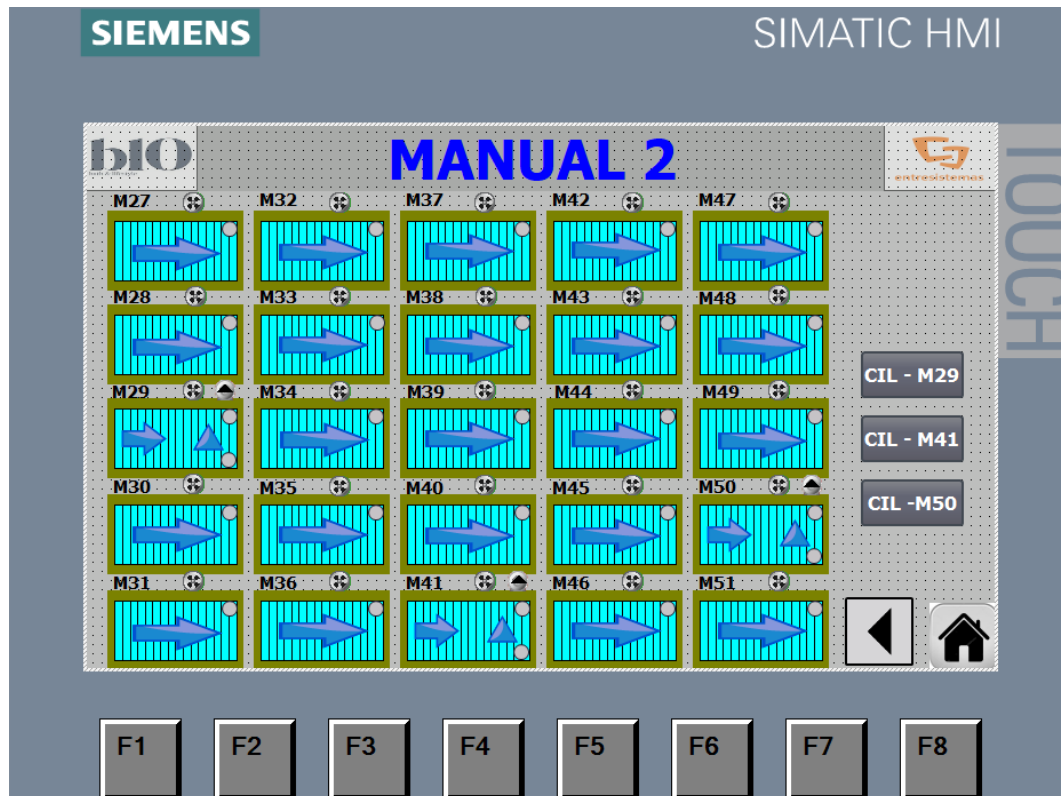 SIEMENS
SIMATIC HMI
TOUCH
bIO
MANUAL 2
entresistemas
M27 M32 M37 M42 M47
M28 M33 M38 M43 M48
M29 M34 M39 M44 M49
CIL - M29
CIL - M41
M30 M35 M40 M45 M50
CIL -M50
M31 M36 M41 M46 M51
F1 F2 F3 F4 F5 F6 F7 F8